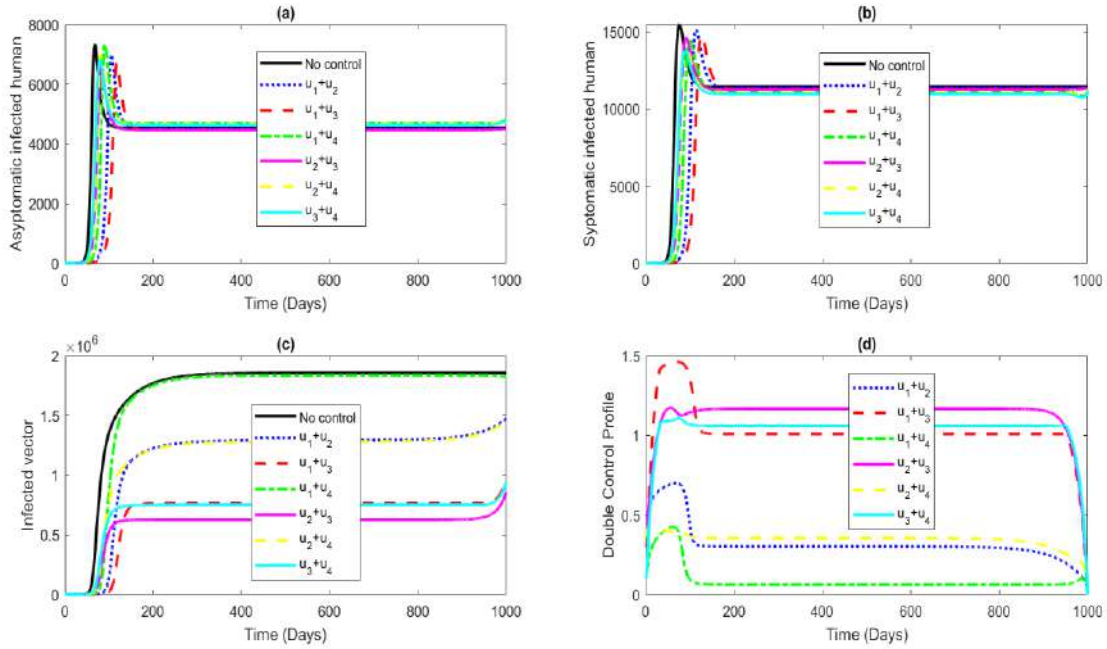 (a)
8000
6000
4000
2000
0
Asyptomatic infected human
0 200 400 600 800 1000
Time (Days)
No control
u1+u2
u1+u3
u1+u4
u2+u3
u2+u4
u3+u4
(b)
15000
10000
15000
0
Syptomatic infected human
0 200 400 600 800 1000
Time (Days)
No control
u1+u2
u1+u3
u1+u4
u2+u3
u2+u4
u3+u4
(c)
×10^6
2
1.5
1
0.5
0
Infected vector
0 200 400 600 800 1000
Time (Days)
No control
u1+u2
u1+u3
u1+u4
u2+u3
u2+u4
u3+u4
(d)
1.5
1
0.5
0
Double Control Profile
0 200 400 600 800 1000
Time (Days)
u1+u2
u1+u3
u1+u4
u2+u3
u2+u4
u3+u4